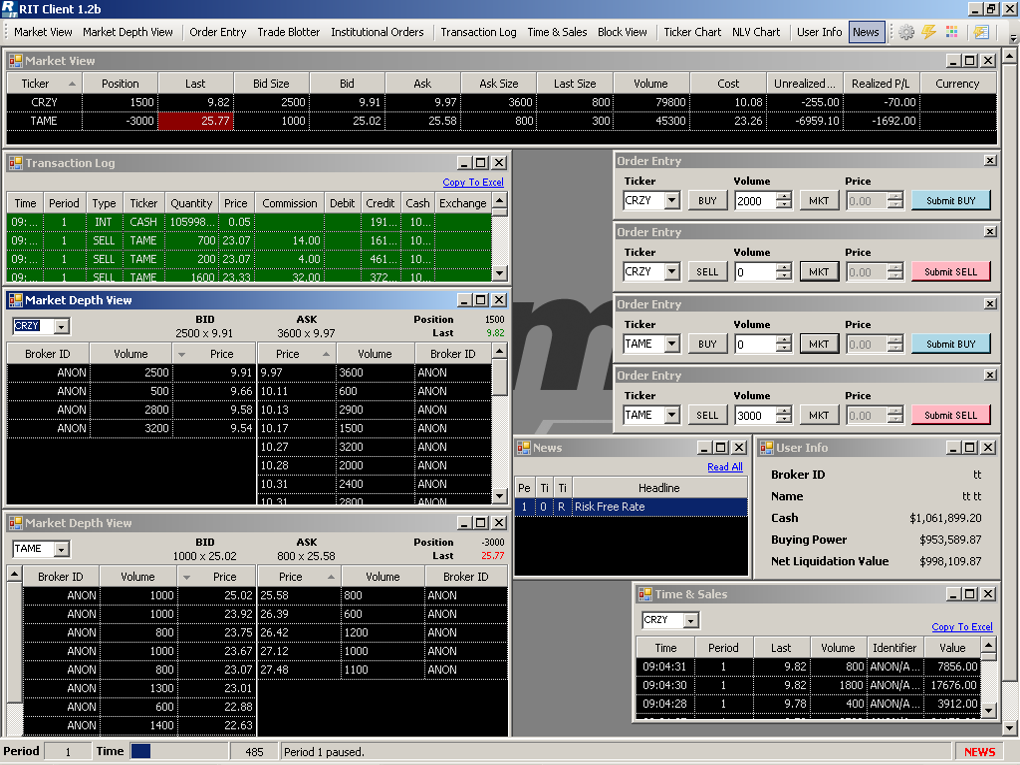 RIT Client 1.2b
Market View Market Depth View Order Entry Trade Blotter Institutional Orders Transaction Log Time & Sales Block View Ticker Chart NLV Chart User Info News
Market View
Ticker Position Last Bid Size Bid Ask Ask Size Last Size Volume Cost Unrealized... Realized P/L Currency
CRZY 1500 9.82 2500 9.91 9.97 3600 800 79800 10.08 -255.00 -70.00
TAME -3000 25.77 1000 25.02 25.58 800 300 45300 23.26 -6959.10 -1692.00
Transaction Log
Copy To Excel
Time Period Type Ticker Quantity Price Commission Debit Credit Cash Exchange
09:... 1 INT CASH 105998... 0.05 191... 10...
09:... 1 SELL TAME 700 23.07 14.00 161... 10...
09:... 1 SELL TAME 200 23.07 4.00 461... 10...
09:... 1 SELL TAME 1600 23.33 32.00 372... 10...
Order Entry
Ticker Volume Price
CRZY BUY 2000 MKT 0.00 Submit BUY
Order Entry
Ticker Volume Price
CRZY SELL 0 MKT 0.00 Submit SELL
Order Entry
Ticker Volume Price
TAME BUY 0 MKT 0.00 Submit BUY
Order Entry
Ticker Volume Price
TAME SELL 3000 MKT 0.00 Submit SELL
Market Depth View
CRZY BID ASK Position 1500
2500 x 9.91 3600 x 9.97 Last 9.82
Broker ID Volume Price Price Volume Broker ID
ANON 2500 9.91 9.97 3600 ANON
ANON 500 9.66 10.11 600 ANON
ANON 2800 9.58 10.13 2900 ANON
ANON 3200 9.54 10.17 1500 ANON
10.27 3200 ANON
10.28 2000 ANON
10.31 2400 ANON
10.31 2800 ANON
Market Depth View
TAME BID ASK Position -3000
1000 x 25.02 800 x 25.58 Last 25.77
Broker ID Volume Price Price Volume Broker ID
ANON 1000 25.02 25.58 800 ANON
ANON 1000 23.92 26.39 600 ANON
ANON 800 23.75 26.42 1200 ANON
ANON 1000 23.67 27.12 1000 ANON
ANON 800 23.07 27.48 1100 ANON
ANON 1300 23.01
ANON 600 22.88
ANON 1400 22.63
News
Read All
Pe Ti Ti Headline
1 0 R Risk Free Rate
User Info
Broker ID tt
Name tt tt
Cash $1,061,899.20
Buying Power $953,589.87
Net Liquidation Value $998,109.87
Time & Sales
CRZY
Copy To Excel
Time Period Last Volume Identifier Value
09:04:31 1 9.82 800 ANON/A... 7856.00
09:04:30 1 9.82 1800 ANON/A... 17676.00
09:04:28 1 9.78 400 ANON/A... 3912.00
Period 1 Time 485 Period 1 paused. NEWS